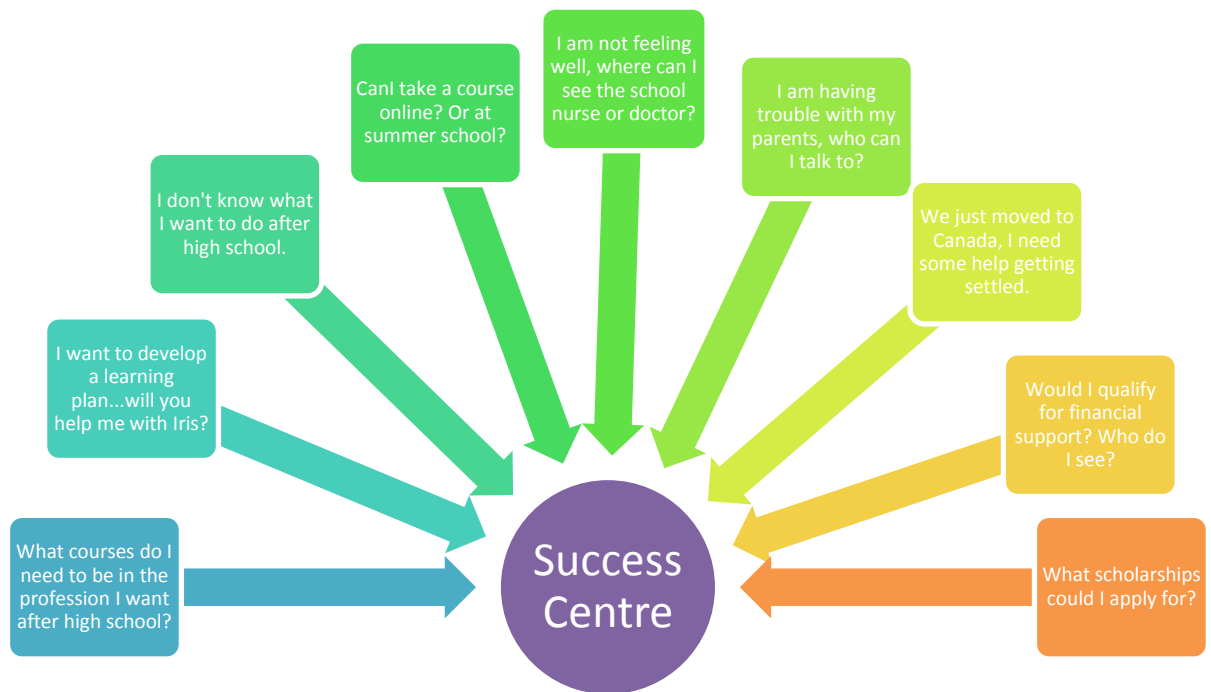 What courses do I
need to be in the
profession I want
after high school?
I want to develop
a learning
plan...will you
help me with Iris?
I don't know what
I want to do after
high school.
CanI take a course
online? Or at
summer school?
I am not feeling
well, where can I
see the school
nurse or doctor?
I am having
trouble with my
parents, who can
I talk to?
We just moved to
Canada, I need
some help getting
settled.
Would I qualify
for financial
support? Who do
I see?
What scholarships
could I apply for?
Success
Centre